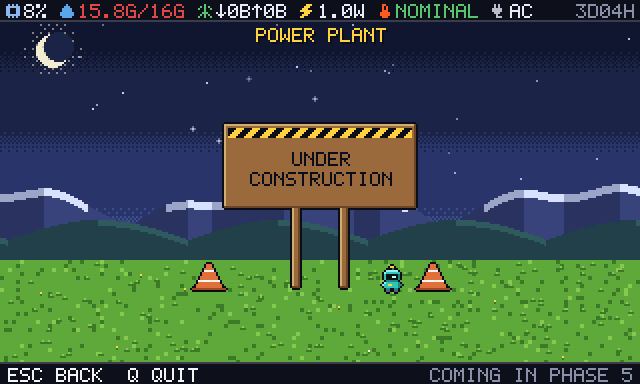 8% 15.8G/16G ↓0B↑0B 1.0W NOMINAL AC 3D04H
POWER PLANT
UNDER
CONSTRUCTION
ESC BACK Q QUIT COMING IN PHASE 5